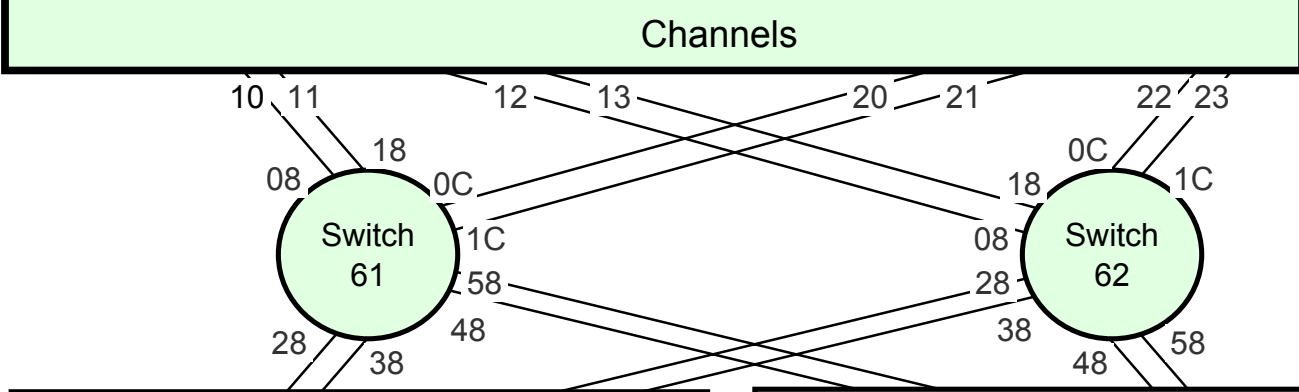 Channels
10 11 12 13 20 21 22 23
18 0C
08 0C 18 1C
Switch 61
1C 08
Switch 62
58 28
48 38
28 38 48 58